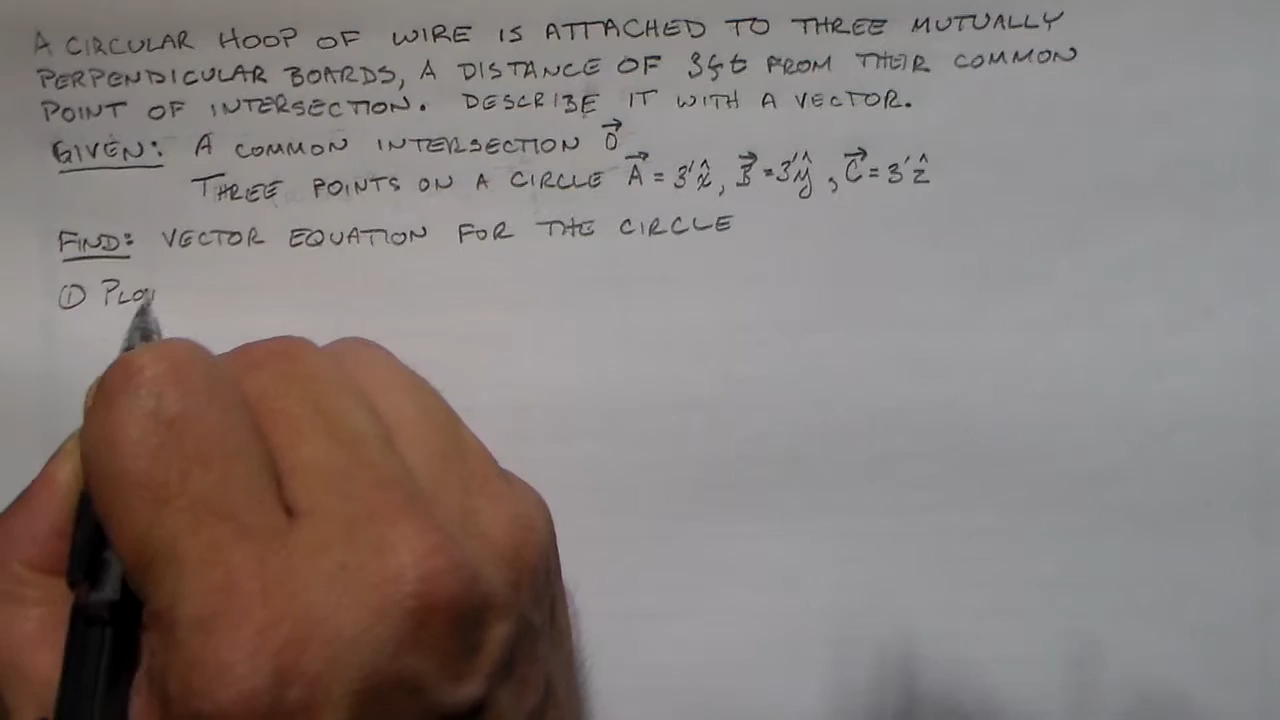 A CIRCULAR HOOP OF WIRE IS ATTACHED TO THREE MUTUALLY
PERPENDICULAR BOARDS, A DISTANCE OF 3ft FROM THEIR COMMON
POINT OF INTERSECTION. DESCRIBE IT WITH A VECTOR.
GIVEN: A COMMON INTERSECTION O⃗
THREE POINTS ON A CIRCLE A⃗ = 3'x̂, B⃗ = 3'ŷ, C⃗ = 3'ẑ
FIND: VECTOR EQUATION FOR THE CIRCLE
① PLO